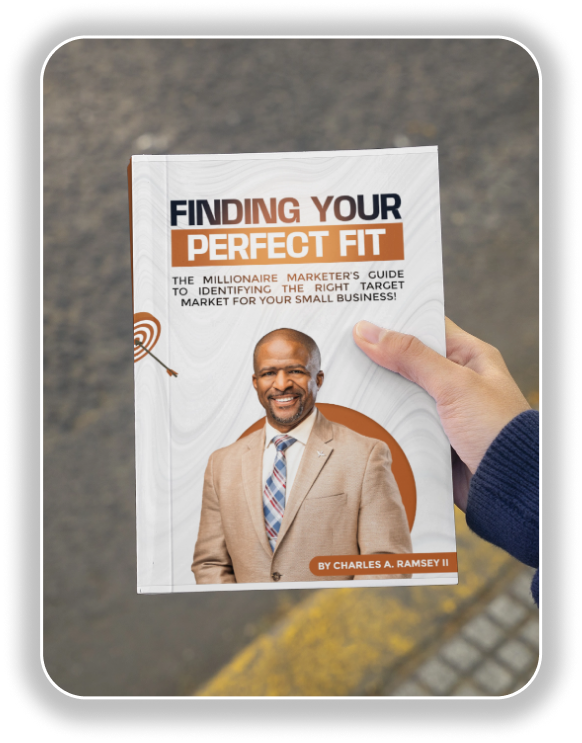 FINDING YOUR
PERFECT FIT
THE MILLIONAIRE MARKETER'S GUIDE
TO IDENTIFYING THE RIGHT TARGET
MARKET FOR YOUR SMALL BUSINESS!
BY CHARLES A. RAMSEY II